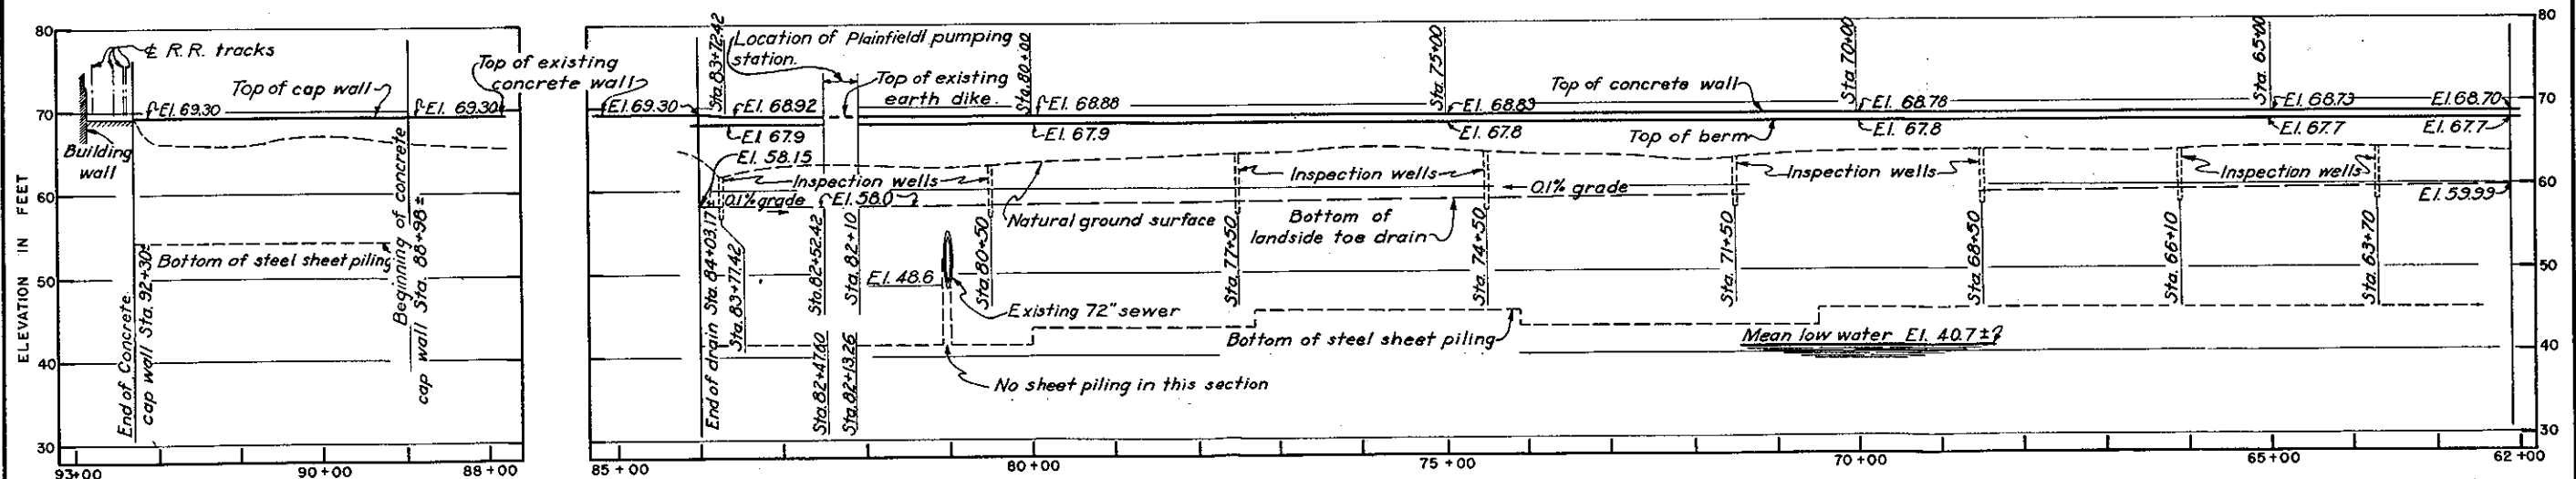 80
70
60
50
40
30
ELEVATION IN FEET
₵ R.R. tracks
Top of cap wall
El. 69.30
El. 69.30
Top of existing
concrete wall
Building
wall
Bottom of steel sheet piling
End of Concrete
cap wall Sta. 92+30±
Beginning of concrete
cap wall Sta. 88+98±
93+00
90+00
88+00
El. 69.30
Sta. 83+72.42
Location of Plainfield pumping
station.
El. 68.92
Top of existing
earth dike.
Sta. 80+00
El. 68.88
Sta. 75+00
El. 68.83
Top of concrete wall
Sta. 70+00
El. 68.78
Sta. 65+00
El. 68.73
El. 68.70
El. 67.9
El. 67.9
El. 67.8
Top of berm
El. 67.8
El. 67.7
El. 67.7
El. 58.15
Inspection wells
Inspection wells
Inspection wells
Inspection wells
0.1% grade
El. 58.0
0.1% grade
El. 59.99
Natural ground surface
Bottom of
landside toe drain
End of drain Sta. 84+03.17
Sta. 83+77.42
Sta. 82+52.42
Sta. 82+10
Sta. 82+47.60
Sta. 82+13.26
El. 48.6
Existing 72" sewer
No sheet piling in this section
Sta. 80+50
Sta. 77+50
Sta. 74+50
Sta. 71+50
Sta. 68+50
Sta. 66+10
Sta. 63+70
Bottom of steel sheet piling
Mean low water El. 40.7±
80
70
60
50
40
30
85+00
80+00
75+00
70+00
65+00
62+00